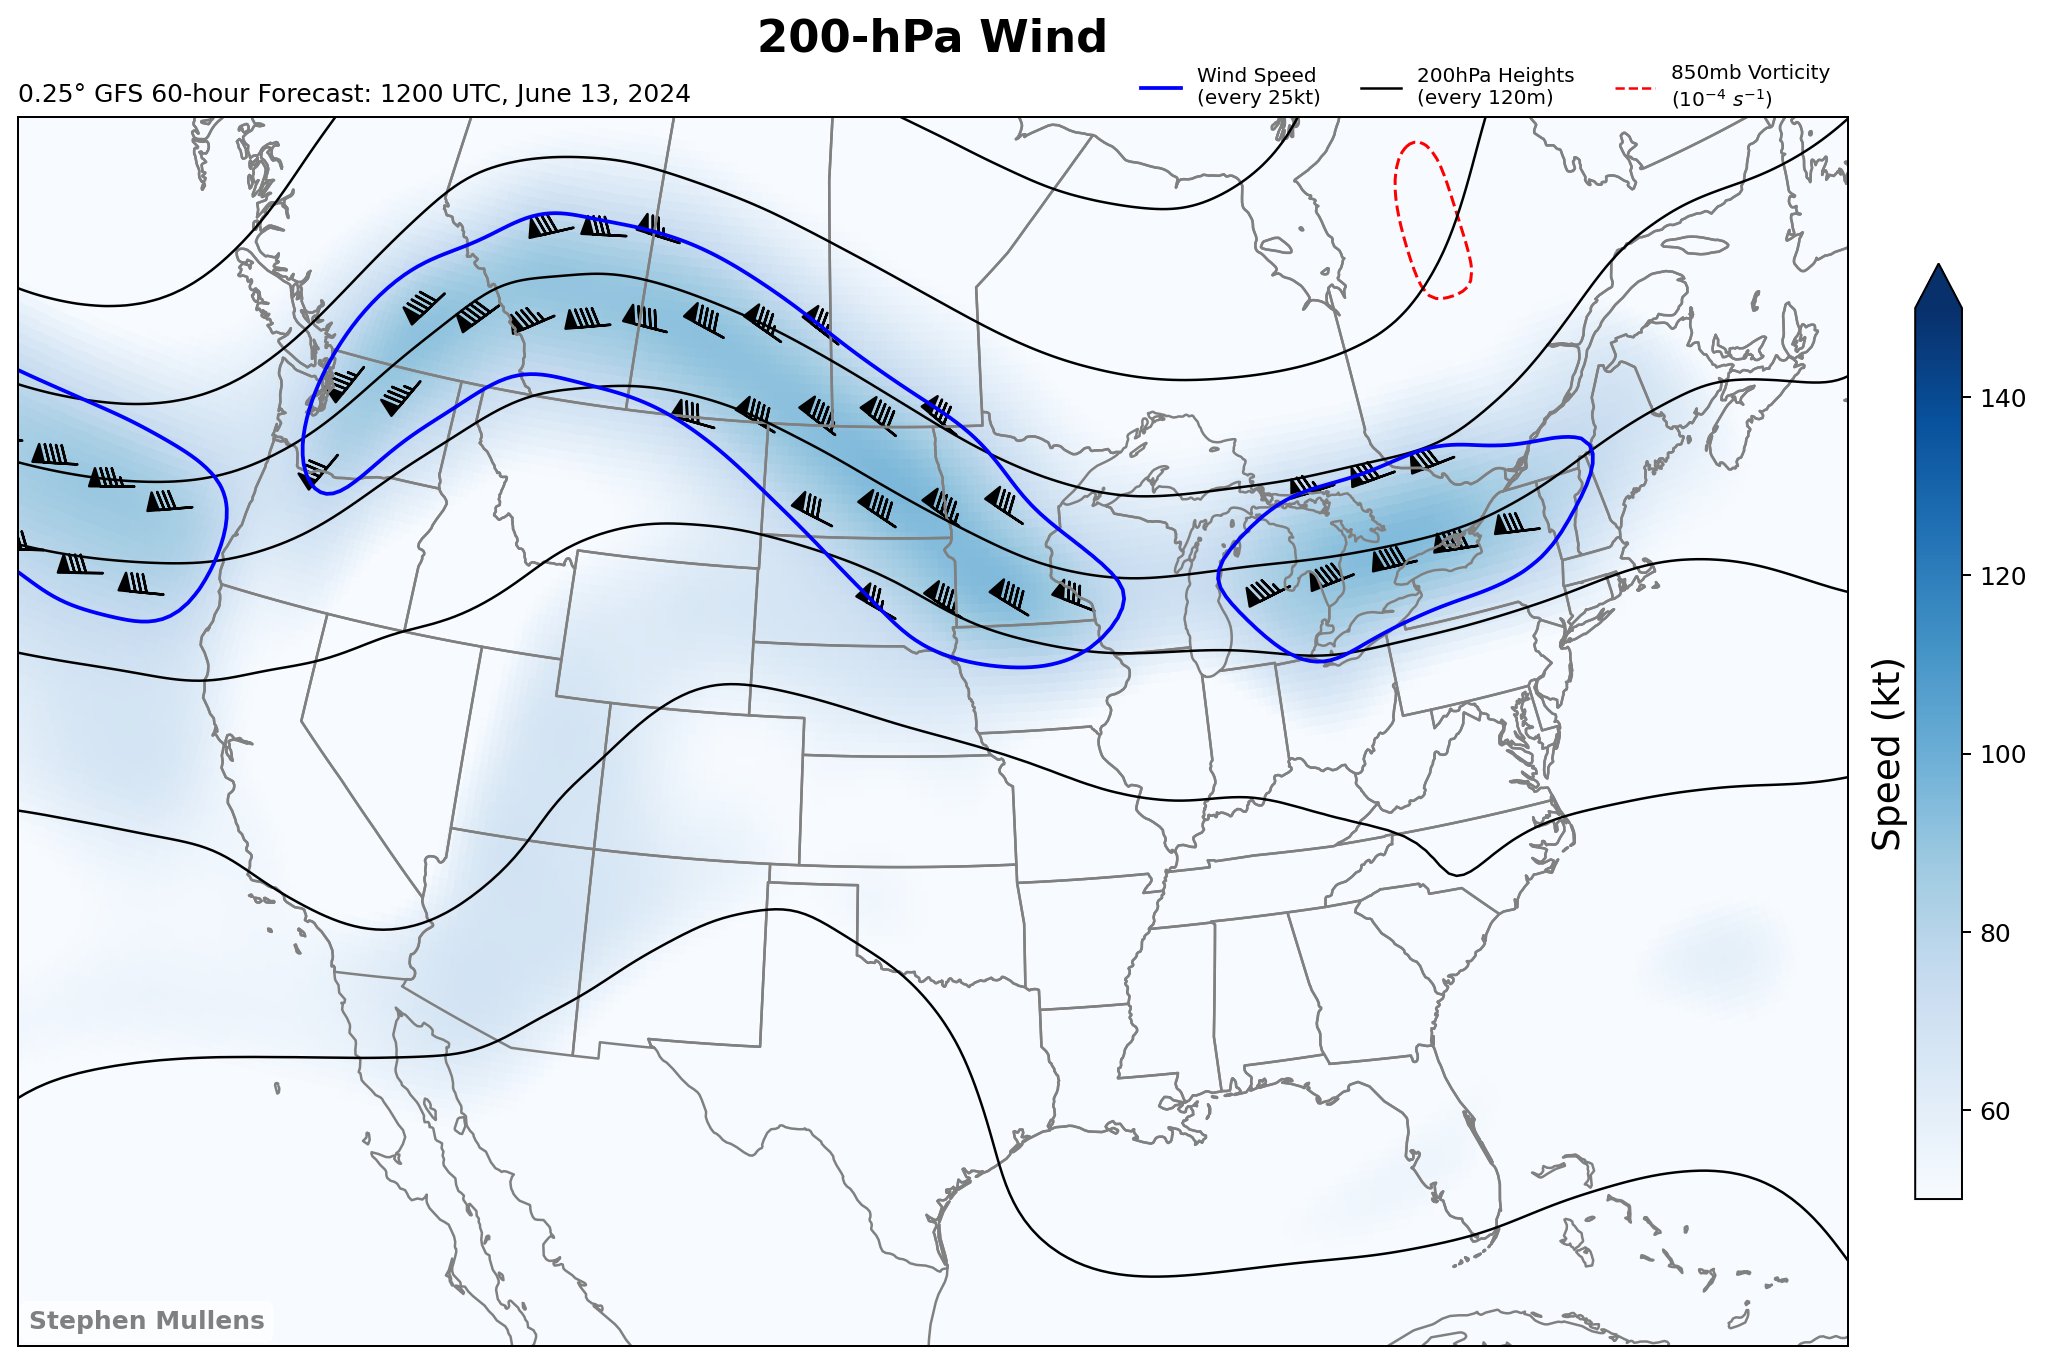 200-hPa Wind
0.25° GFS 60-hour Forecast: 1200 UTC, June 13, 2024
Wind Speed
(every 25kt)
200hPa Heights
(every 120m)
850mb Vorticity
(10⁻⁴ s⁻¹)
140
120
100
80
60
Speed (kt)
Stephen Mullens